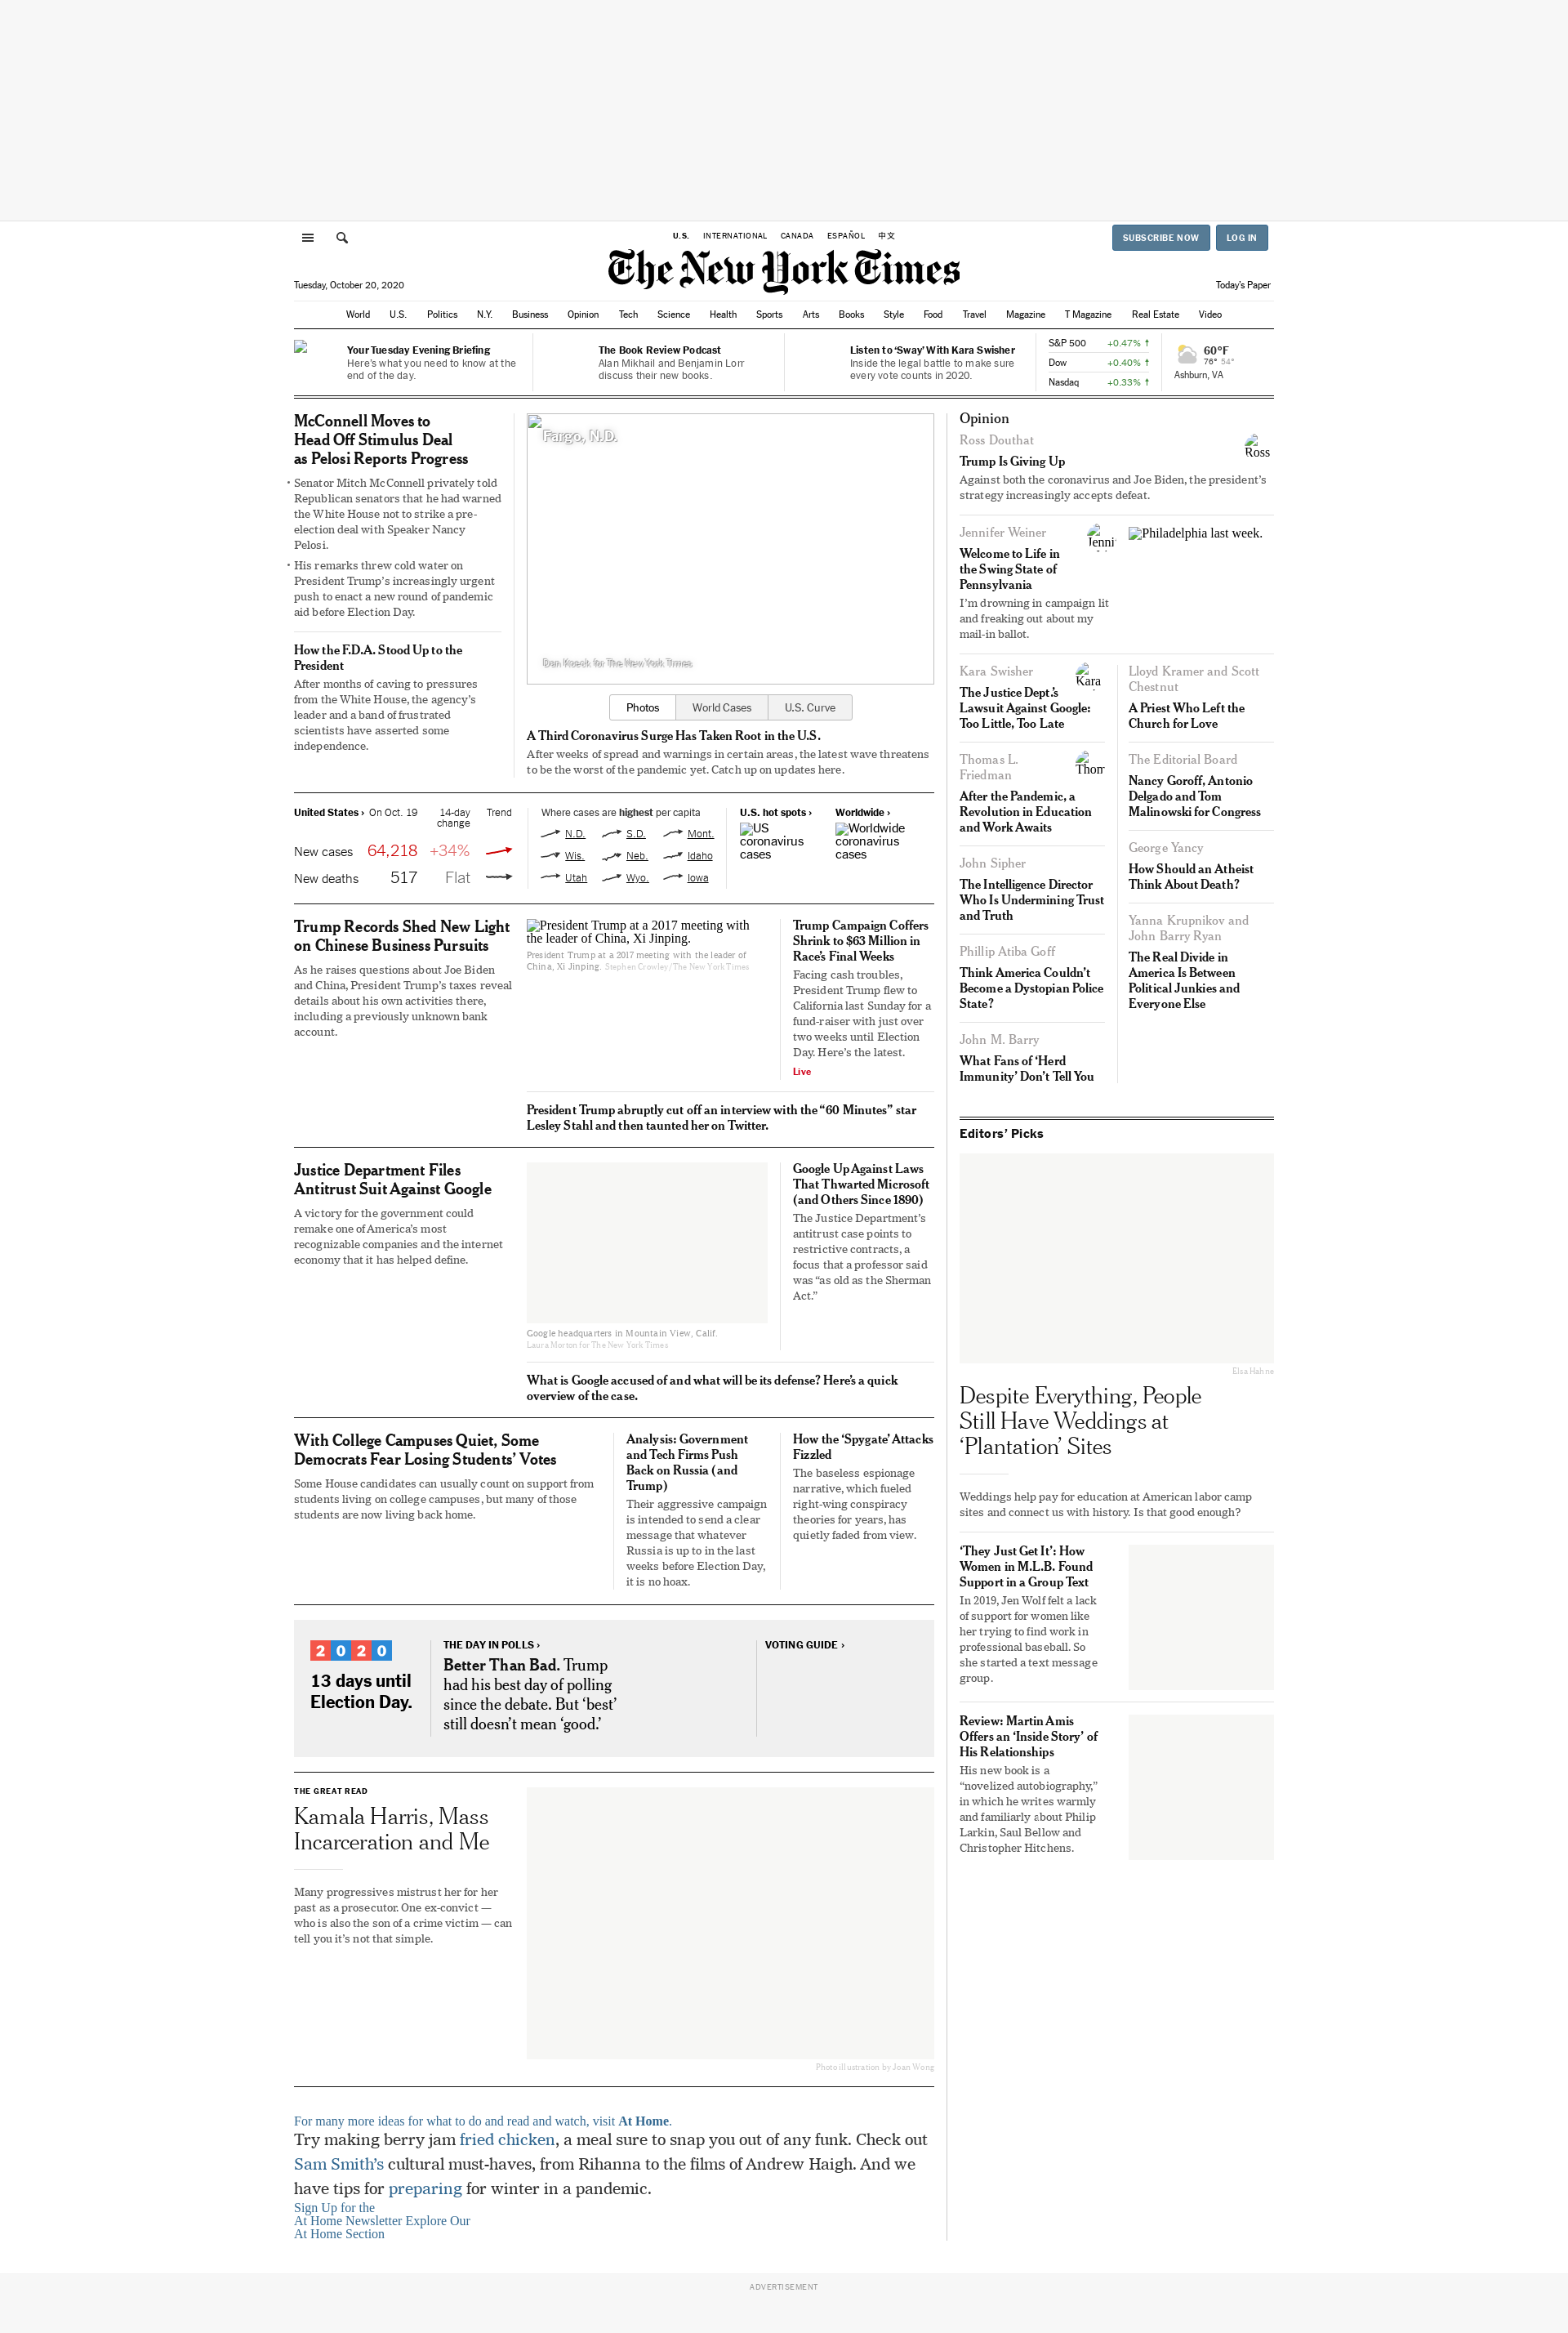 U.S. INTERNATIONAL CANADA ESPAÑOL 中文
SUBSCRIBE NOW LOG IN
The New York Times
Tuesday, October 20, 2020
Today's Paper
World U.S. Politics N.Y. Business Opinion Tech Science Health Sports Arts Books Style Food Travel Magazine T Magazine Real Estate Video
Your Tuesday Evening Briefing
Here's what you need to know at the
end of the day.
The Book Review Podcast
Alan Mikhail and Benjamin Lorr
discuss their new books.
Listen to ‘Sway’ With Kara Swisher
Inside the legal battle to make sure
every vote counts in 2020.
S&P 500 +0.47% ↑
Dow +0.40% ↑
Nasdaq +0.33% ↑
60°F
76° 54°
Ashburn, VA
McConnell Moves to
Head Off Stimulus Deal
as Pelosi Reports Progress
• Senator Mitch McConnell privately told
Republican senators that he had warned
the White House not to strike a pre-
election deal with Speaker Nancy
Pelosi.
• His remarks threw cold water on
President Trump’s increasingly urgent
push to enact a new round of pandemic
aid before Election Day.
How the F.D.A. Stood Up to the
President
After months of caving to pressures
from the White House, the agency’s
leader and a band of frustrated
scientists have asserted some
independence.
Fargo, N.D.
Dan Koeck for The New York Times
Photos World Cases U.S. Curve
A Third Coronavirus Surge Has Taken Root in the U.S.
After weeks of spread and warnings in certain areas, the latest wave threatens
to be the worst of the pandemic yet. Catch up on updates here.
United States › On Oct. 19 14-day
change Trend
New cases 64,218 +34%
New deaths 517 Flat
Where cases are highest per capita
N.D. S.D. Mont.
Wis. Neb. Idaho
Utah Wyo. Iowa
U.S. hot spots ›
US
coronavirus
cases
Worldwide ›
Worldwide
coronavirus
cases
Trump Records Shed New Light
on Chinese Business Pursuits
As he raises questions about Joe Biden
and China, President Trump’s taxes reveal
details about his own activities there,
including a previously unknown bank
account.
President Trump at a 2017 meeting with
the leader of China, Xi Jinping.
President Trump at a 2017 meeting with the leader of
China, Xi Jinping. Stephen Crowley/The New York Times
Trump Campaign Coffers
Shrink to $63 Million in
Race’s Final Weeks
Facing cash troubles,
President Trump flew to
California last Sunday for a
fund-raiser with just over
two weeks until Election
Day. Here’s the latest.
Live
President Trump abruptly cut off an interview with the “60 Minutes” star
Lesley Stahl and then taunted her on Twitter.
Justice Department Files
Antitrust Suit Against Google
A victory for the government could
remake one of America’s most
recognizable companies and the internet
economy that it has helped define.
Google headquarters in Mountain View, Calif.
Laura Morton for The New York Times
Google Up Against Laws
That Thwarted Microsoft
(and Others Since 1890)
The Justice Department’s
antitrust case points to
restrictive contracts, a
focus that a professor said
was “as old as the Sherman
Act.”
What is Google accused of and what will be its defense? Here’s a quick
overview of the case.
With College Campuses Quiet, Some
Democrats Fear Losing Students’ Votes
Some House candidates can usually count on support from
students living on college campuses, but many of those
students are now living back home.
Analysis: Government
and Tech Firms Push
Back on Russia (and
Trump)
Their aggressive campaign
is intended to send a clear
message that whatever
Russia is up to in the last
weeks before Election Day,
it is no hoax.
How the ‘Spygate’ Attacks
Fizzled
The baseless espionage
narrative, which fueled
right-wing conspiracy
theories for years, has
quietly faded from view.
2020
13 days until
Election Day.
THE DAY IN POLLS ›
Better Than Bad. Trump
had his best day of polling
since the debate. But ‘best’
still doesn’t mean ‘good.’
VOTING GUIDE ›
THE GREAT READ
Kamala Harris, Mass
Incarceration and Me
Many progressives mistrust her for her
past as a prosecutor. One ex-convict —
who is also the son of a crime victim — can
tell you it’s not that simple.
Photo illustration by Joan Wong
For many more ideas for what to do and read and watch, visit At Home.
Try making berry jam fried chicken, a meal sure to snap you out of any funk. Check out
Sam Smith’s cultural must-haves, from Rihanna to the films of Andrew Haigh. And we
have tips for preparing for winter in a pandemic.
Sign Up for the
At Home Newsletter Explore Our
At Home Section
Opinion
Ross Douthat
Ross
Trump Is Giving Up
Against both the coronavirus and Joe Biden, the president’s
strategy increasingly accepts defeat.
Jennifer Weiner
Welcome to Life in
the Swing State of
Pennsylvania
I’m drowning in campaign lit
and freaking out about my
mail-in ballot.
Philadelphia last week.
Kara Swisher
Kara
The Justice Dept.’s
Lawsuit Against Google:
Too Little, Too Late
Thomas L.
Friedman
After the Pandemic, a
Revolution in Education
and Work Awaits
John Sipher
The Intelligence Director
Who Is Undermining Trust
and Truth
Phillip Atiba Goff
Think America Couldn’t
Become a Dystopian Police
State?
John M. Barry
What Fans of ‘Herd
Immunity’ Don’t Tell You
Lloyd Kramer and Scott
Chestnut
A Priest Who Left the
Church for Love
The Editorial Board
Nancy Goroff, Antonio
Delgado and Tom
Malinowski for Congress
George Yancy
How Should an Atheist
Think About Death?
Yanna Krupnikov and
John Barry Ryan
The Real Divide in
America Is Between
Political Junkies and
Everyone Else
Editors’ Picks
Elsa Hahne
Despite Everything, People
Still Have Weddings at
‘Plantation’ Sites
Weddings help pay for education at American labor camp
sites and connect us with history. Is that good enough?
‘They Just Get It’: How
Women in M.L.B. Found
Support in a Group Text
In 2019, Jen Wolf felt a lack
of support for women like
her trying to find work in
professional baseball. So
she started a text message
group.
Review: Martin Amis
Offers an ‘Inside Story’ of
His Relationships
His new book is a
“novelized autobiography,”
in which he writes warmly
and familiarly about Philip
Larkin, Saul Bellow and
Christopher Hitchens.
ADVERTISEMENT